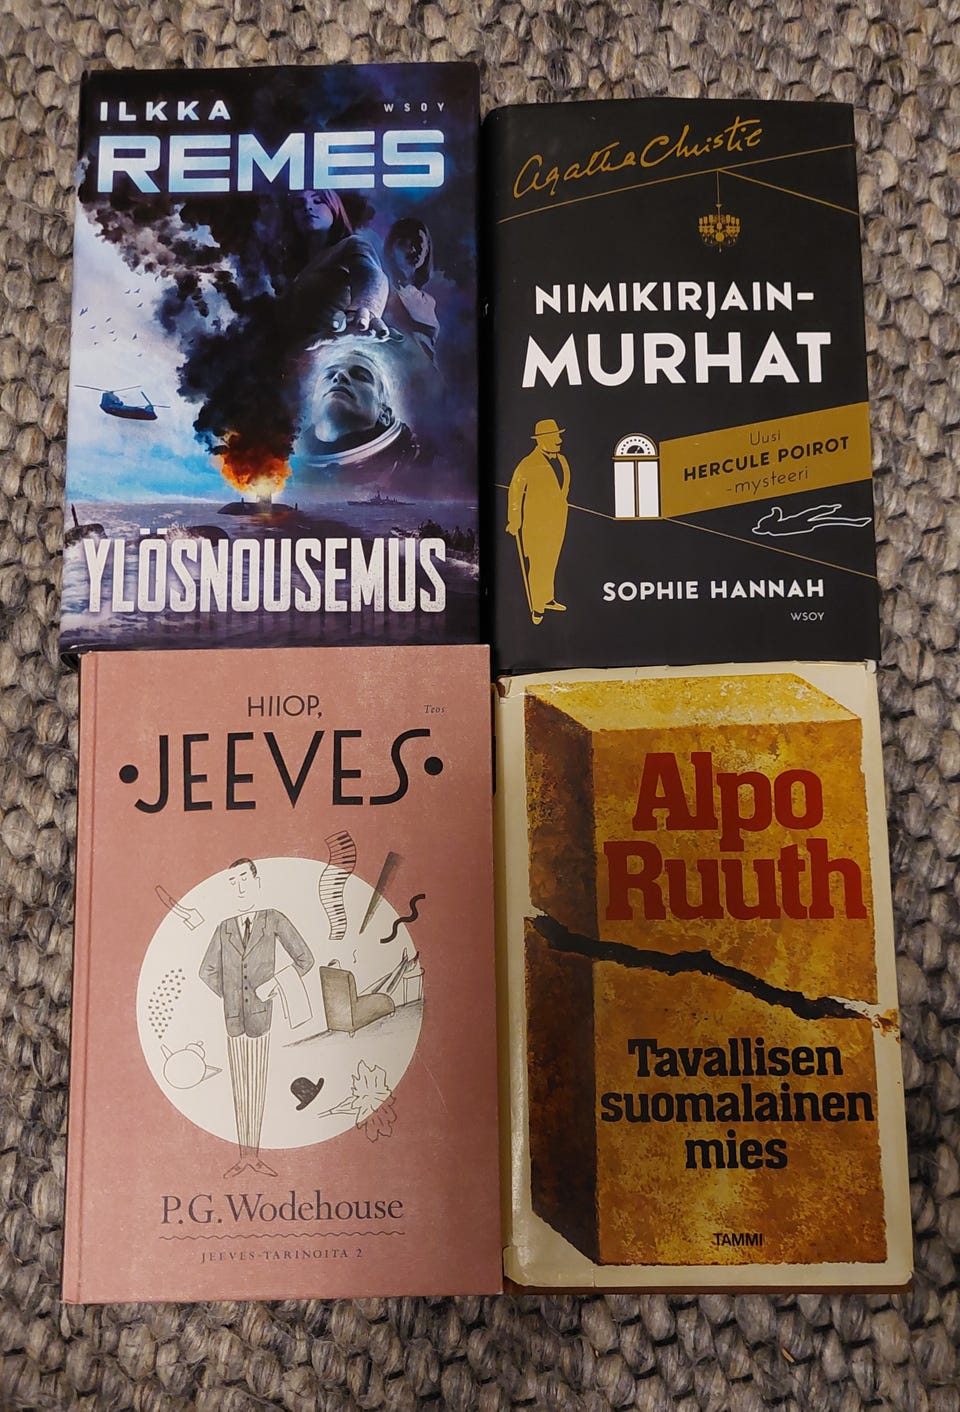 ILKKA
WSOY
REMES
YLÖSNOUSEMUS
Agatha Christie
NIMIKIRJAIN-
MURHAT
Uusi
HERCULE POIROT
-mysteeri
SOPHIE HANNAH
WSOY
HIIOP,
Teos
•JEEVES•
P.G. Wodehouse
JEEVES-TARINOITA 2
Alpo
Ruuth
Tavallisen
suomalainen
mies
TAMMI